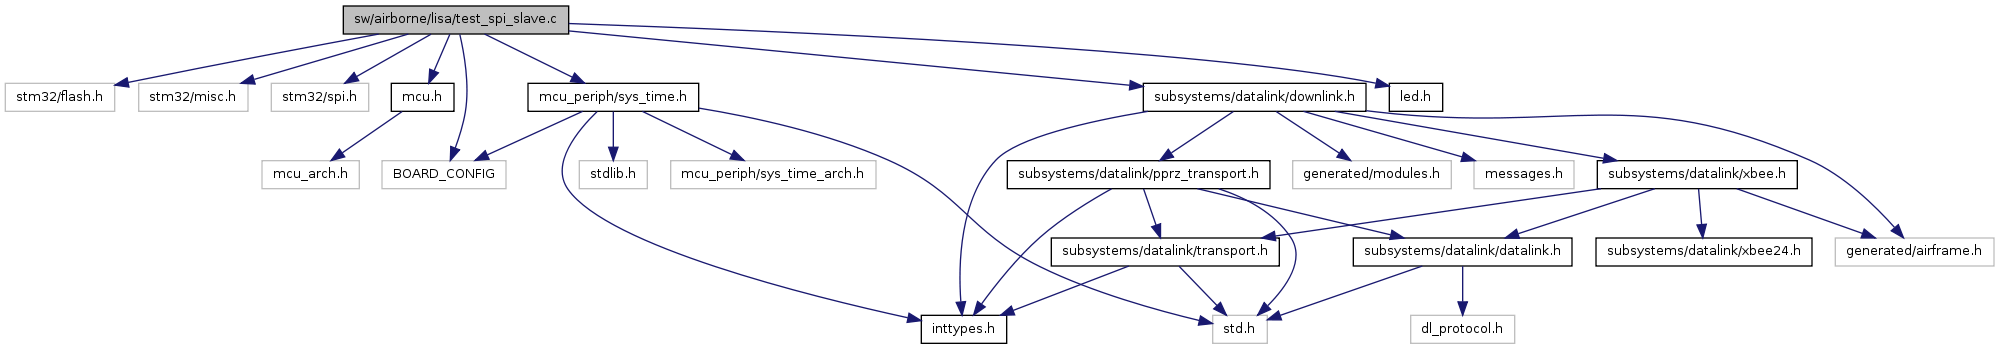 sw/airborne/lisa/test_spi_slave.c
stm32/flash.h
stm32/misc.h
stm32/spi.h
mcu.h
mcu_periph/sys_time.h
subsystems/datalink/downlink.h
led.h
mcu_arch.h
BOARD_CONFIG
stdlib.h
mcu_periph/sys_time_arch.h
subsystems/datalink/pprz_transport.h
generated/modules.h
messages.h
subsystems/datalink/xbee.h
subsystems/datalink/transport.h
subsystems/datalink/datalink.h
subsystems/datalink/xbee24.h
generated/airframe.h
inttypes.h
std.h
dl_protocol.h